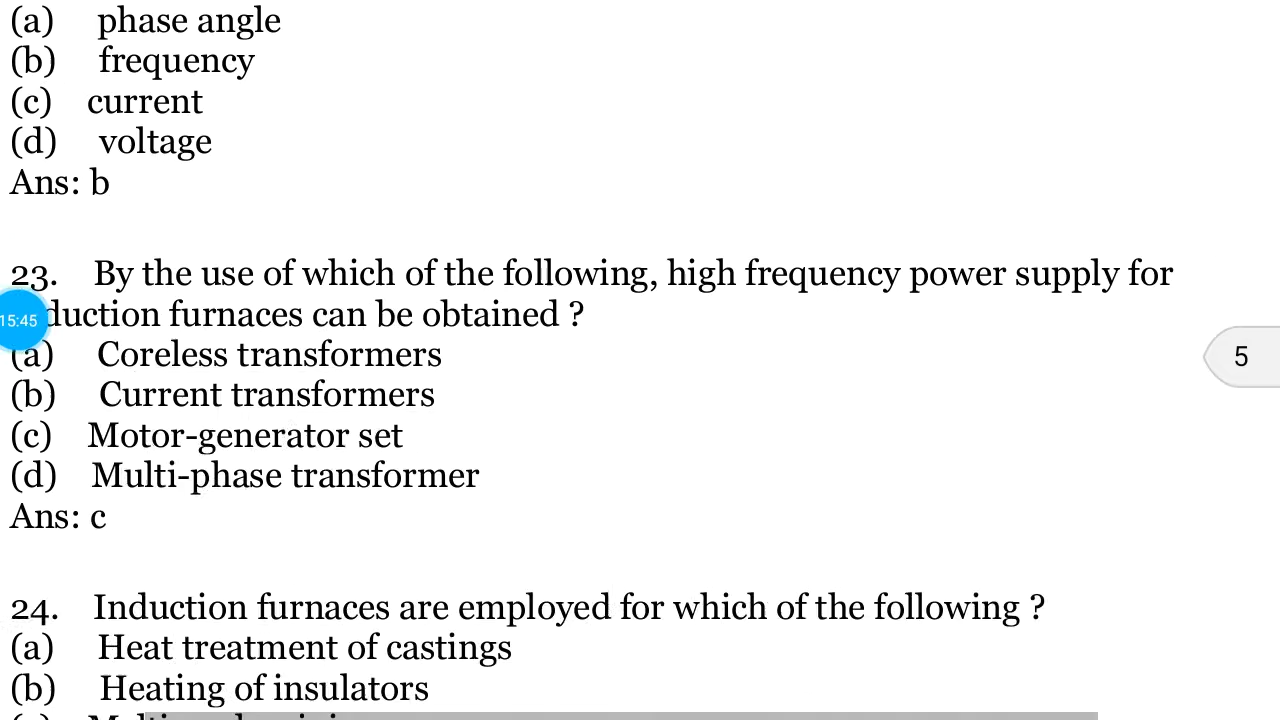 (a) phase angle
(b) frequency
(c) current
(d) voltage
Ans: b
23. By the use of which of the following, high frequency power supply for
duction furnaces can be obtained ?
15:45
(a) Coreless transformers
5
(b) Current transformers
(c) Motor-generator set
(d) Multi-phase transformer
Ans: c
24. Induction furnaces are employed for which of the following ?
(a) Heat treatment of castings
(b) Heating of insulators